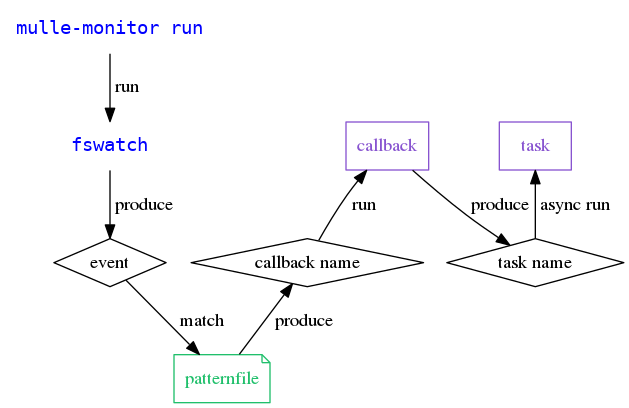 mulle-monitor run
run
fswatch
callback
task
produce
run
produce
async run
event
callback name
task name
match
produce
patternfile